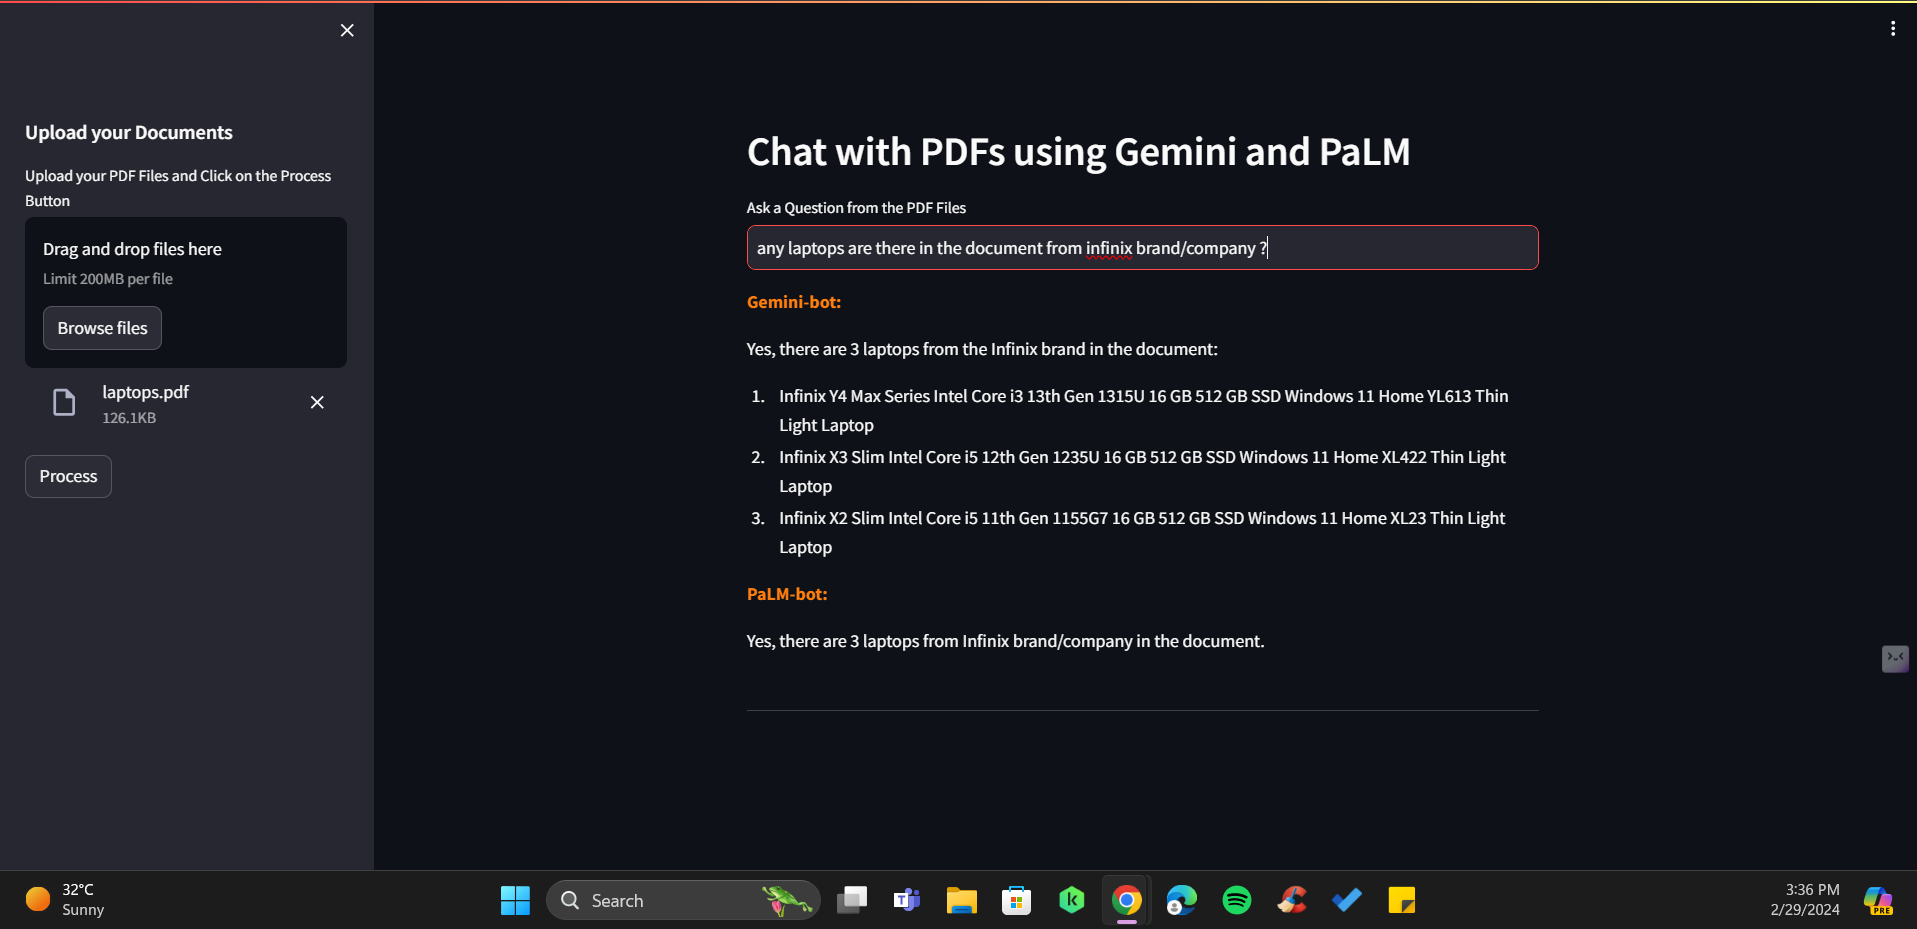 Upload your Documents
Upload your PDF Files and Click on the Process
Button
Drag and drop files here
Limit 200MB per file
Browse files
laptops.pdf
126.1KB
Process
Chat with PDFs using Gemini and PaLM
Ask a Question from the PDF Files
any laptops are there in the document from infinix brand/company ?
Gemini-bot:
Yes, there are 3 laptops from the Infinix brand in the document:
1. Infinix Y4 Max Series Intel Core i3 13th Gen 1315U 16 GB 512 GB SSD Windows 11 Home YL613 Thin
Light Laptop
2. Infinix X3 Slim Intel Core i5 12th Gen 1235U 16 GB 512 GB SSD Windows 11 Home XL422 Thin Light
Laptop
3. Infinix X2 Slim Intel Core i5 11th Gen 1155G7 16 GB 512 GB SSD Windows 11 Home XL23 Thin Light
Laptop
PaLM-bot:
Yes, there are 3 laptops from Infinix brand/company in the document.
32°C
Sunny
Search
T
k
3:36 PM
2/29/2024
PRE